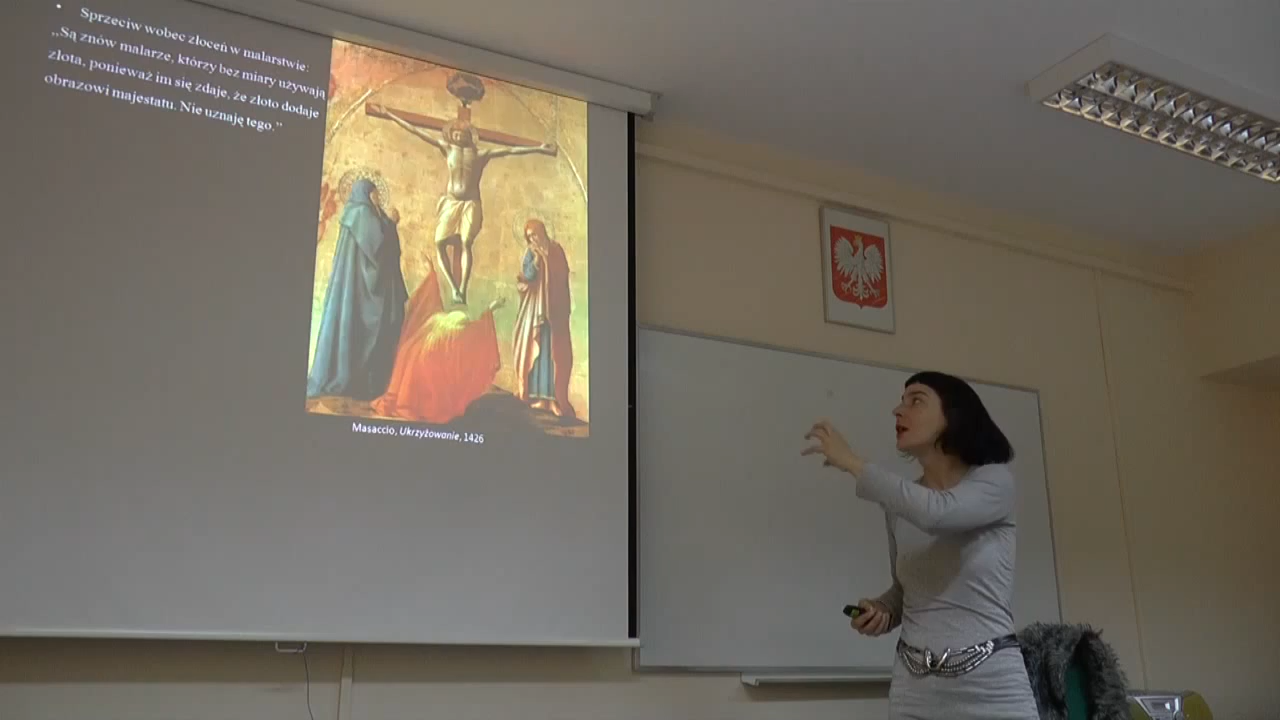 • Sprzeciw wobec złoceń w malarstwie:
„Są znów malarze, którzy bez miary używają
złota, ponieważ im się zdaje, że złoto dodaje
obrazowi majestatu. Nie uznaję tego.”
Masaccio, Ukrzyżowanie, 1426